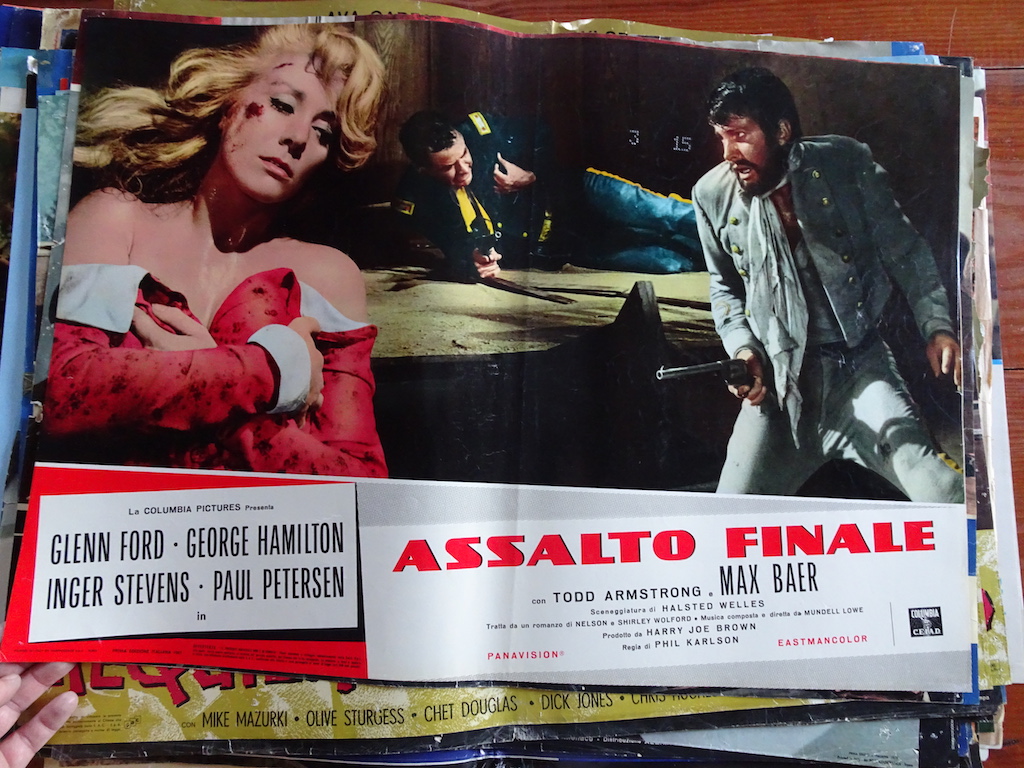 AVA GAR
3 15
La COLUMBIA PICTURES Presenta
GLENN FORD · GEORGE HAMILTON
INGER STEVENS · PAUL PETERSEN
in
ASSALTO FINALE
con TODD ARMSTRONG e MAX BAER
Sceneggiatura di HALSTED WELLES
Tratta da un romanzo di NELSON e SHIRLEY WOLFORD · Musica composta e diretta da MUNDELL LOWE
Prodotto da HARRY JOE BROWN
Regia di PHIL KARLSON
PANAVISION®
EASTMANCOLOR
COLUMBIA
CEIAD
CON MIKE MAZURKI · OLIVE STURGESS · CHET DOUGLAS · DICK JONES · CHRIS